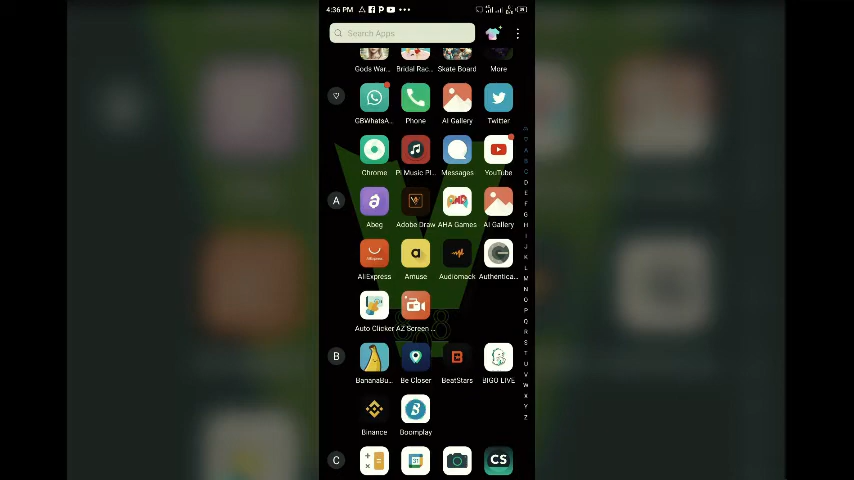 4:36 PM
Search Apps
Gods War... Bridal Rac... Skate Board More
GBWhatsA... Phone AI Gallery Twitter
Chrome Pi Music Pl... Messages YouTube
A
Abeg Adobe Draw AHA Games AI Gallery
AliExpress Amuse Audiomack Authentica...
Auto Clicker AZ Screen ...
B
BananaBu... Be Closer BeatStars BIGO LIVE
Binance Boomplay
C
CS
A
B
C
D
E
F
G
H
I
J
K
L
M
N
O
P
Q
R
S
T
U
V
W
X
Y
Z